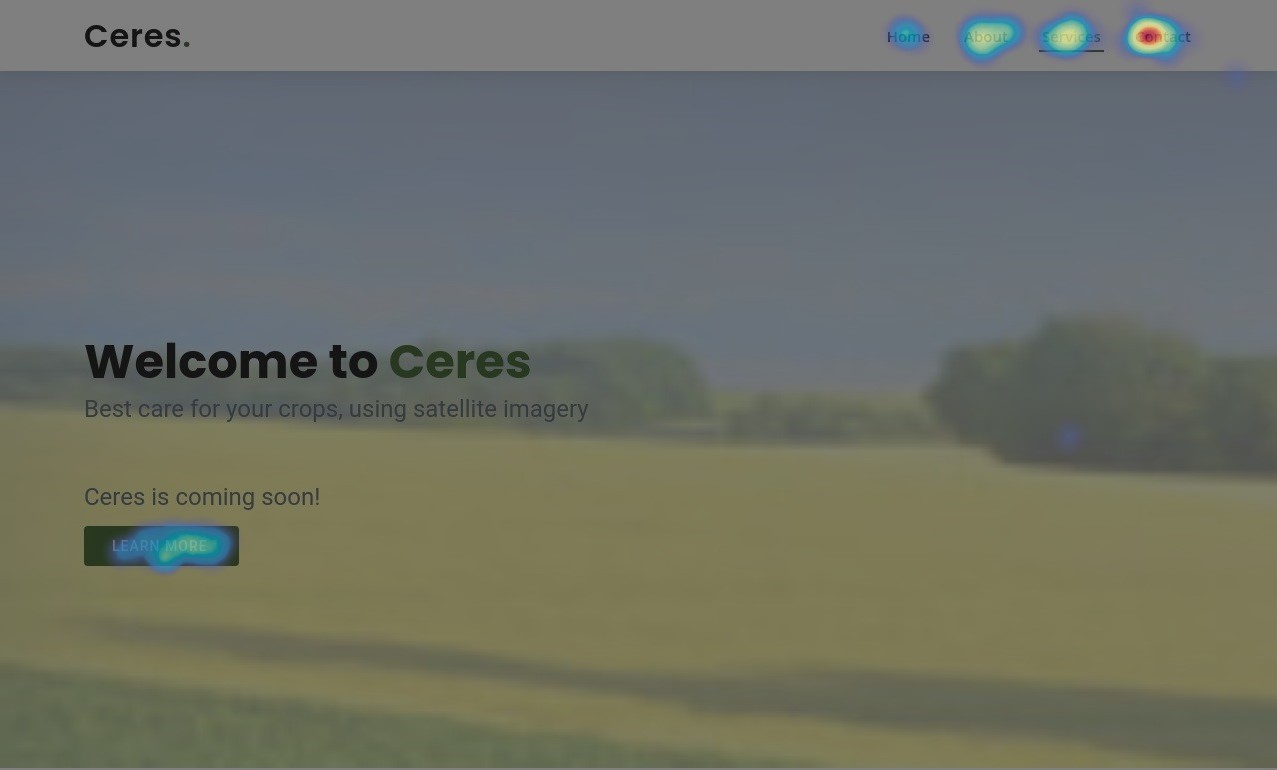 Ceres.
Home About Services Contact
Welcome to Ceres
Best care for your crops, using satellite imagery
Ceres is coming soon!
LEARN MORE